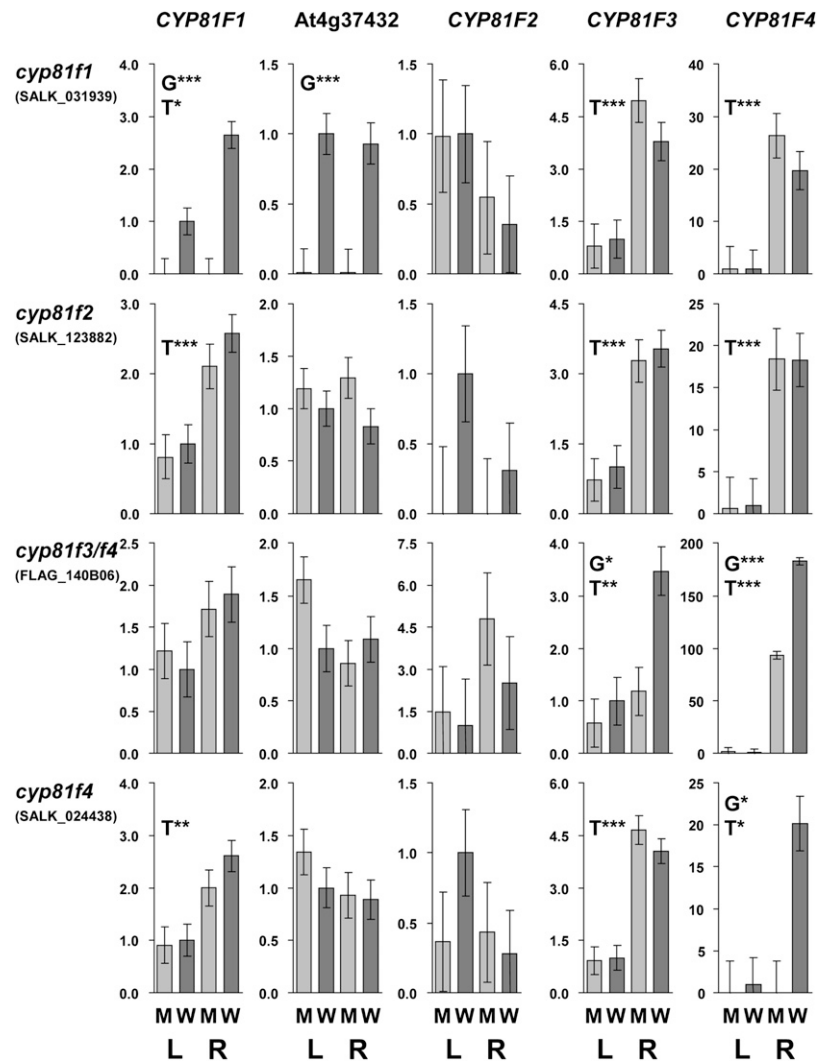 CYP81F1 At4g37432 CYP81F2 CYP81F3 CYP81F4
cyp81f1
(SALK_031939)
4.0 3.0 2.0 1.0 0.0
G***
T*
1.5 1.0 0.5 0.0
G***
1.5 1.0 0.5 0.0
6.0 4.5 3.0 1.5 0.0
T***
40 30 20 10 0
T***
cyp81f2
(SALK_123882)
3.0 2.0 1.0 0.0
T***
2.0 1.5 1.0 0.5 0.0
1.5 1.0 0.5 0.0
4.5 3.0 1.5 0.0
T***
25 20 15 10 5 0
T***
cyp81f3/f4
(FLAG_140B06)
2.5 2.0 1.5 1.0 0.5 0.0
2.0 1.5 1.0 0.5 0.0
7.5 4.5 3.0 1.5 0.0
4.0 3.0 2.0 1.0 0.0
G*
T**
200 150 100 50 0
G***
T***
cyp81f4
(SALK_024438)
4.0 3.0 2.0 1.0 0.0
T**
2.0 1.5 1.0 0.5 0.0
1.5 1.0 0.5 0.0
6.0 4.5 3.0 1.5 0.0
T***
25 20 15 10 5 0
G*
T*
M W M W M W M W M W M W M W M W M W M W
L R L R L R L R L R